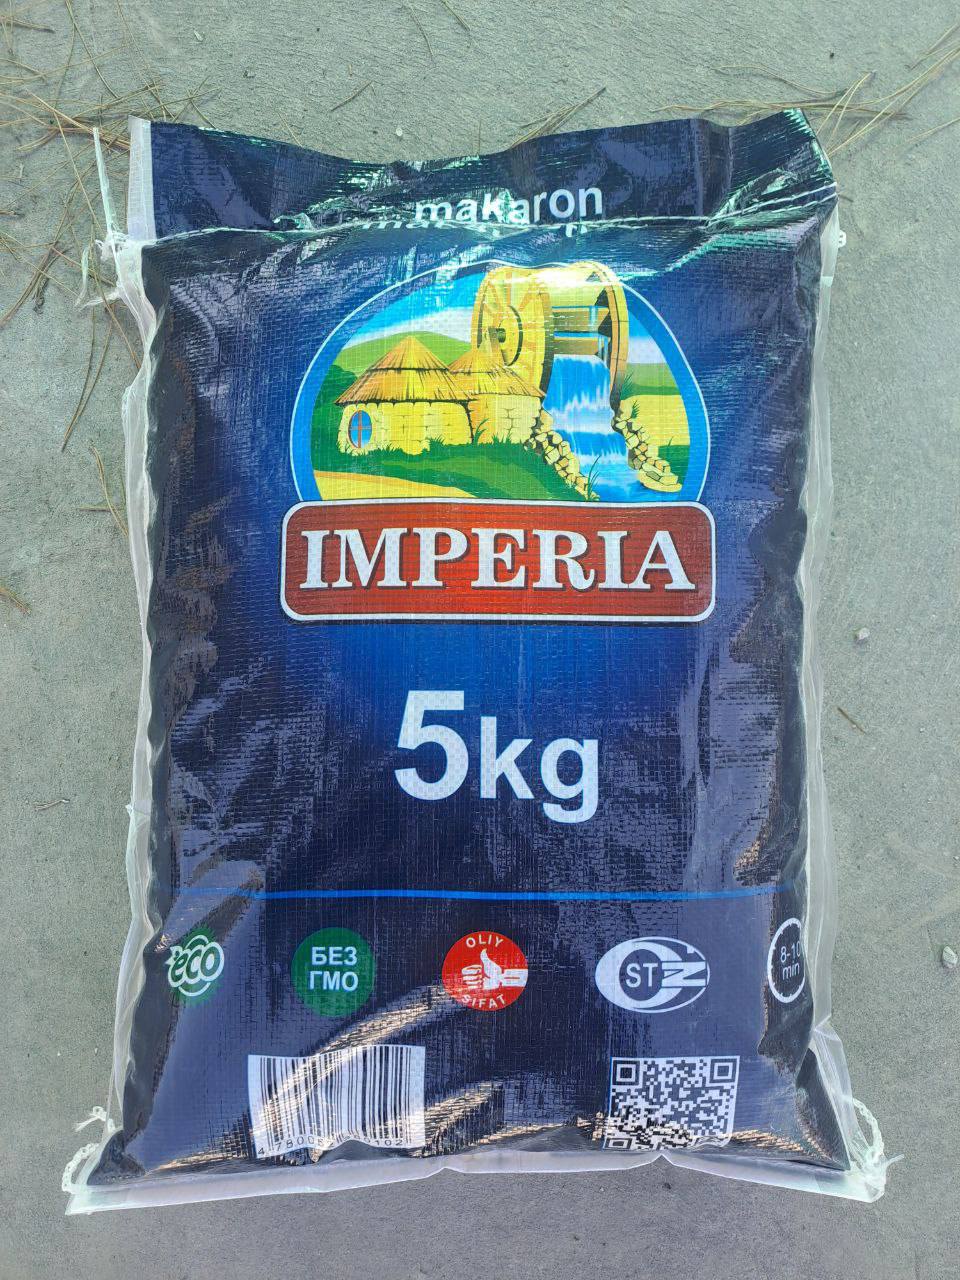 makaron
IMPERIA
5kg
eco
БЕЗ
ГМО
OLIY
SIFAT
ST
8-10
min